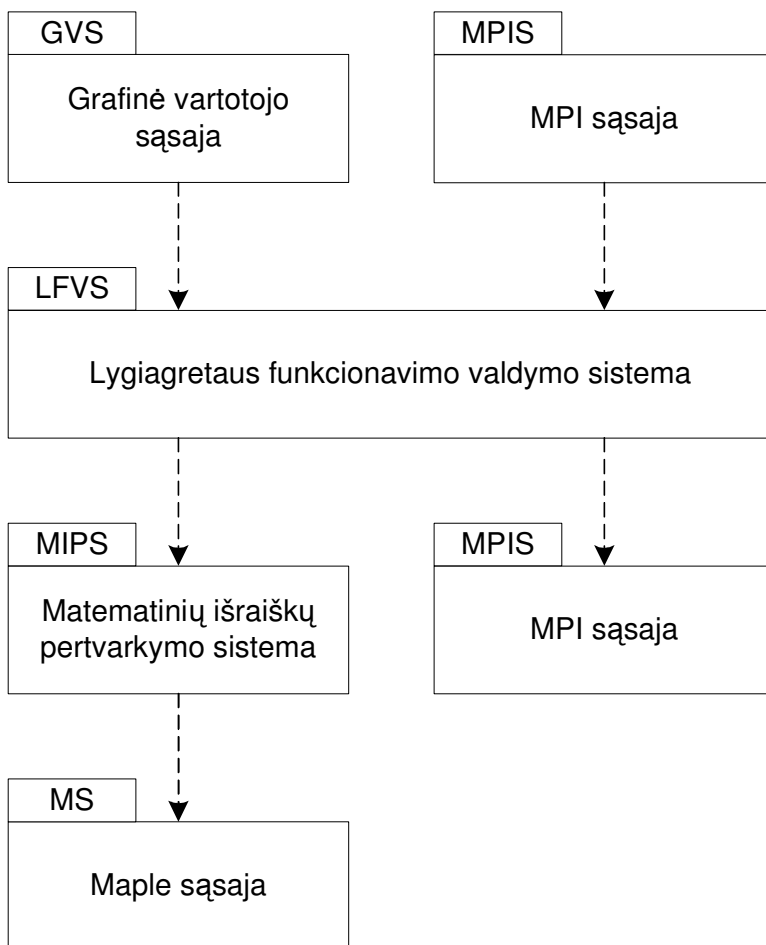 GVS
Grafinė vartotojo
sąsaja
MPIS
MPI sąsaja
LFVS
Lygiagretaus funkcionavimo valdymo sistema
MIPS
Matematinių išraiškų
pertvarkymo sistema
MPIS
MPI sąsaja
MS
Maple sąsaja